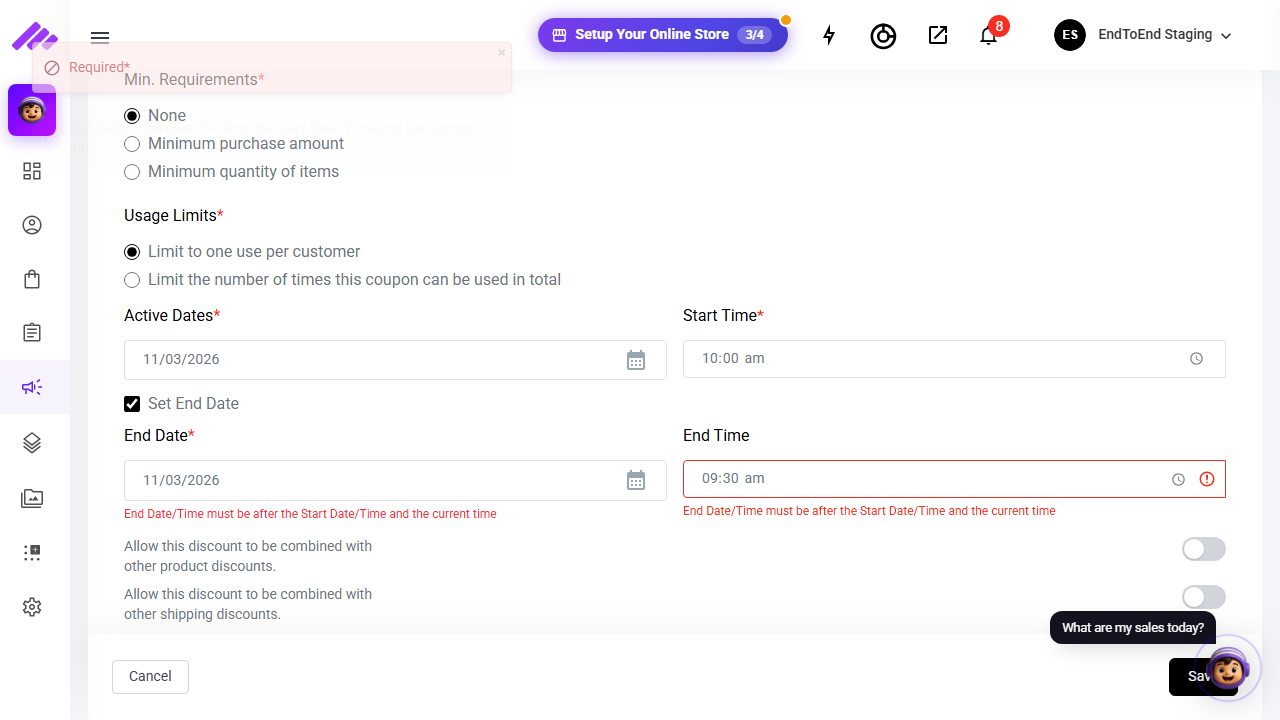 Setup Your Online Store 3/4
8
ES EndToEnd Staging
Required*
×
Min. Requirements*
None
Minimum purchase amount
Minimum quantity of items
Usage Limits*
Limit to one use per customer
Limit the number of times this coupon can be used in total
Active Dates*
Start Time*
11/03/2026
10:00 am
Set End Date
End Date*
End Time
11/03/2026
09:30 am
End Date/Time must be after the Start Date/Time and the current time
End Date/Time must be after the Start Date/Time and the current time
Allow this discount to be combined with
other product discounts.
Allow this discount to be combined with
other shipping discounts.
What are my sales today?
Cancel